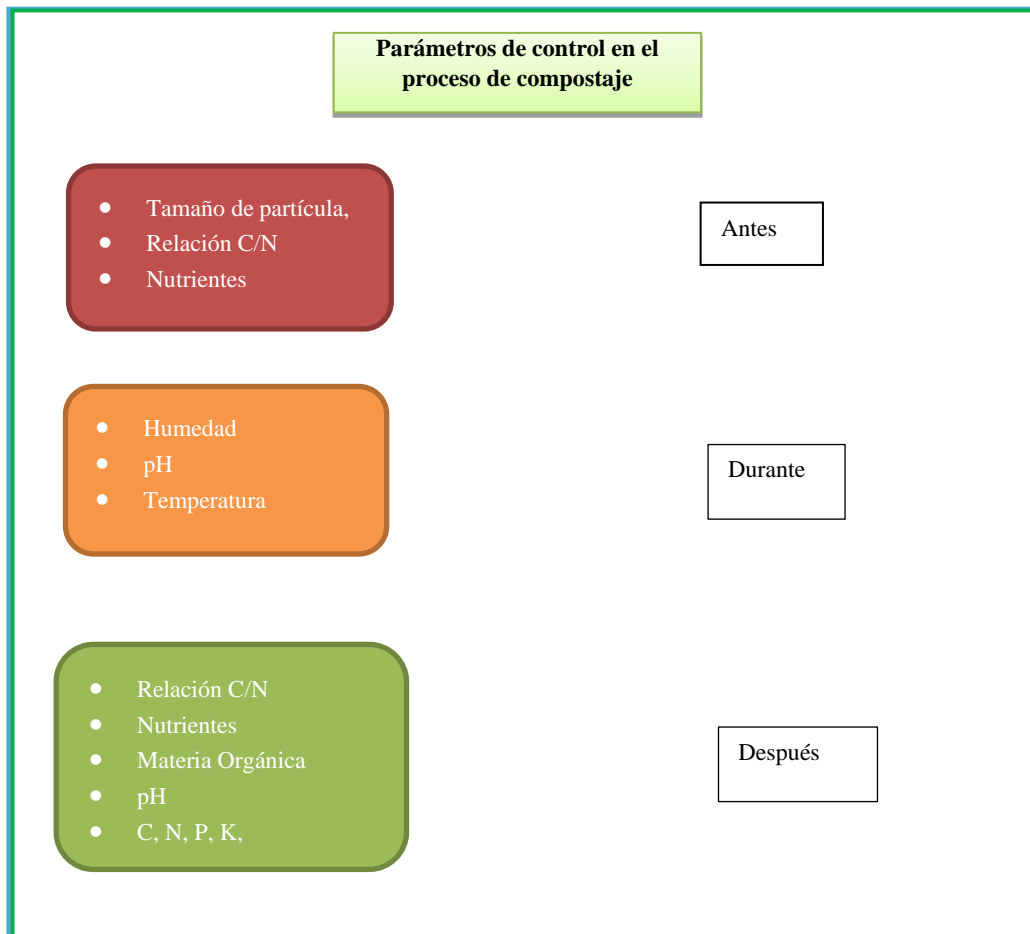 Parámetros de control en el
proceso de compostaje
• Tamaño de partícula,
• Relación C/N
• Nutrientes
Antes
• Humedad
• pH
• Temperatura
Durante
• Relación C/N
• Nutrientes
• Materia Orgánica
• pH
• C, N, P, K,
Después